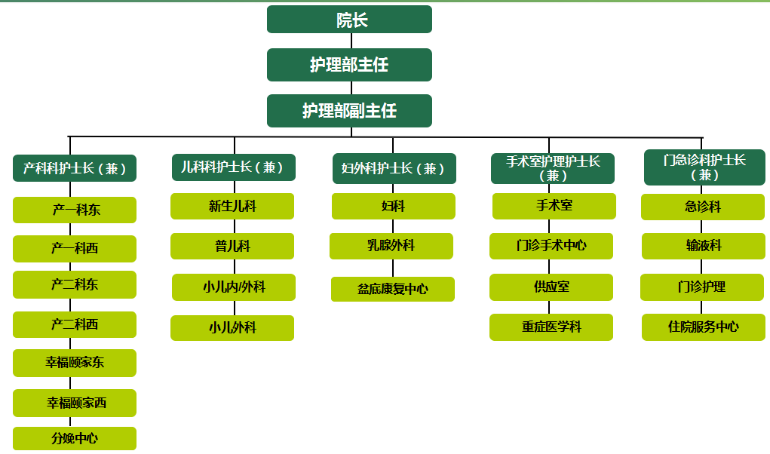 院长
护理部主任
护理部副主任
产科科护士长（兼）
儿科科护士长（兼）
妇外科护士长（兼）
手术室护理护士长
（兼）
门急诊科护士长
（兼）
产一科东
产一科西
产二科东
产二科西
幸福颐家东
幸福颐家西
分娩中心
新生儿科
普儿科
小儿内/外科
小儿外科
妇科
乳腺外科
盆底康复中心
手术室
门诊手术中心
供应室
重症医学科
急诊科
输液科
门诊护理
住院服务中心